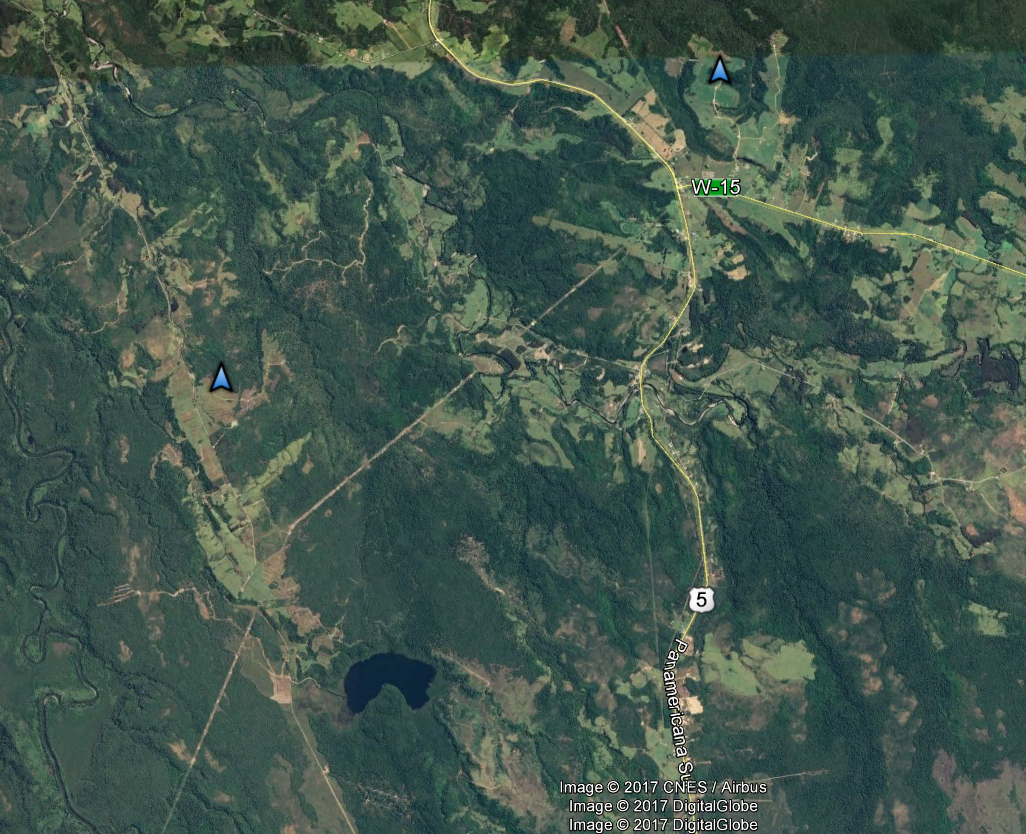 W-15
5
Panamericana Su
Image © 2017 CNES / Airbus
Image © 2017 DigitalGlobe
Image © 2017 DigitalGlobe